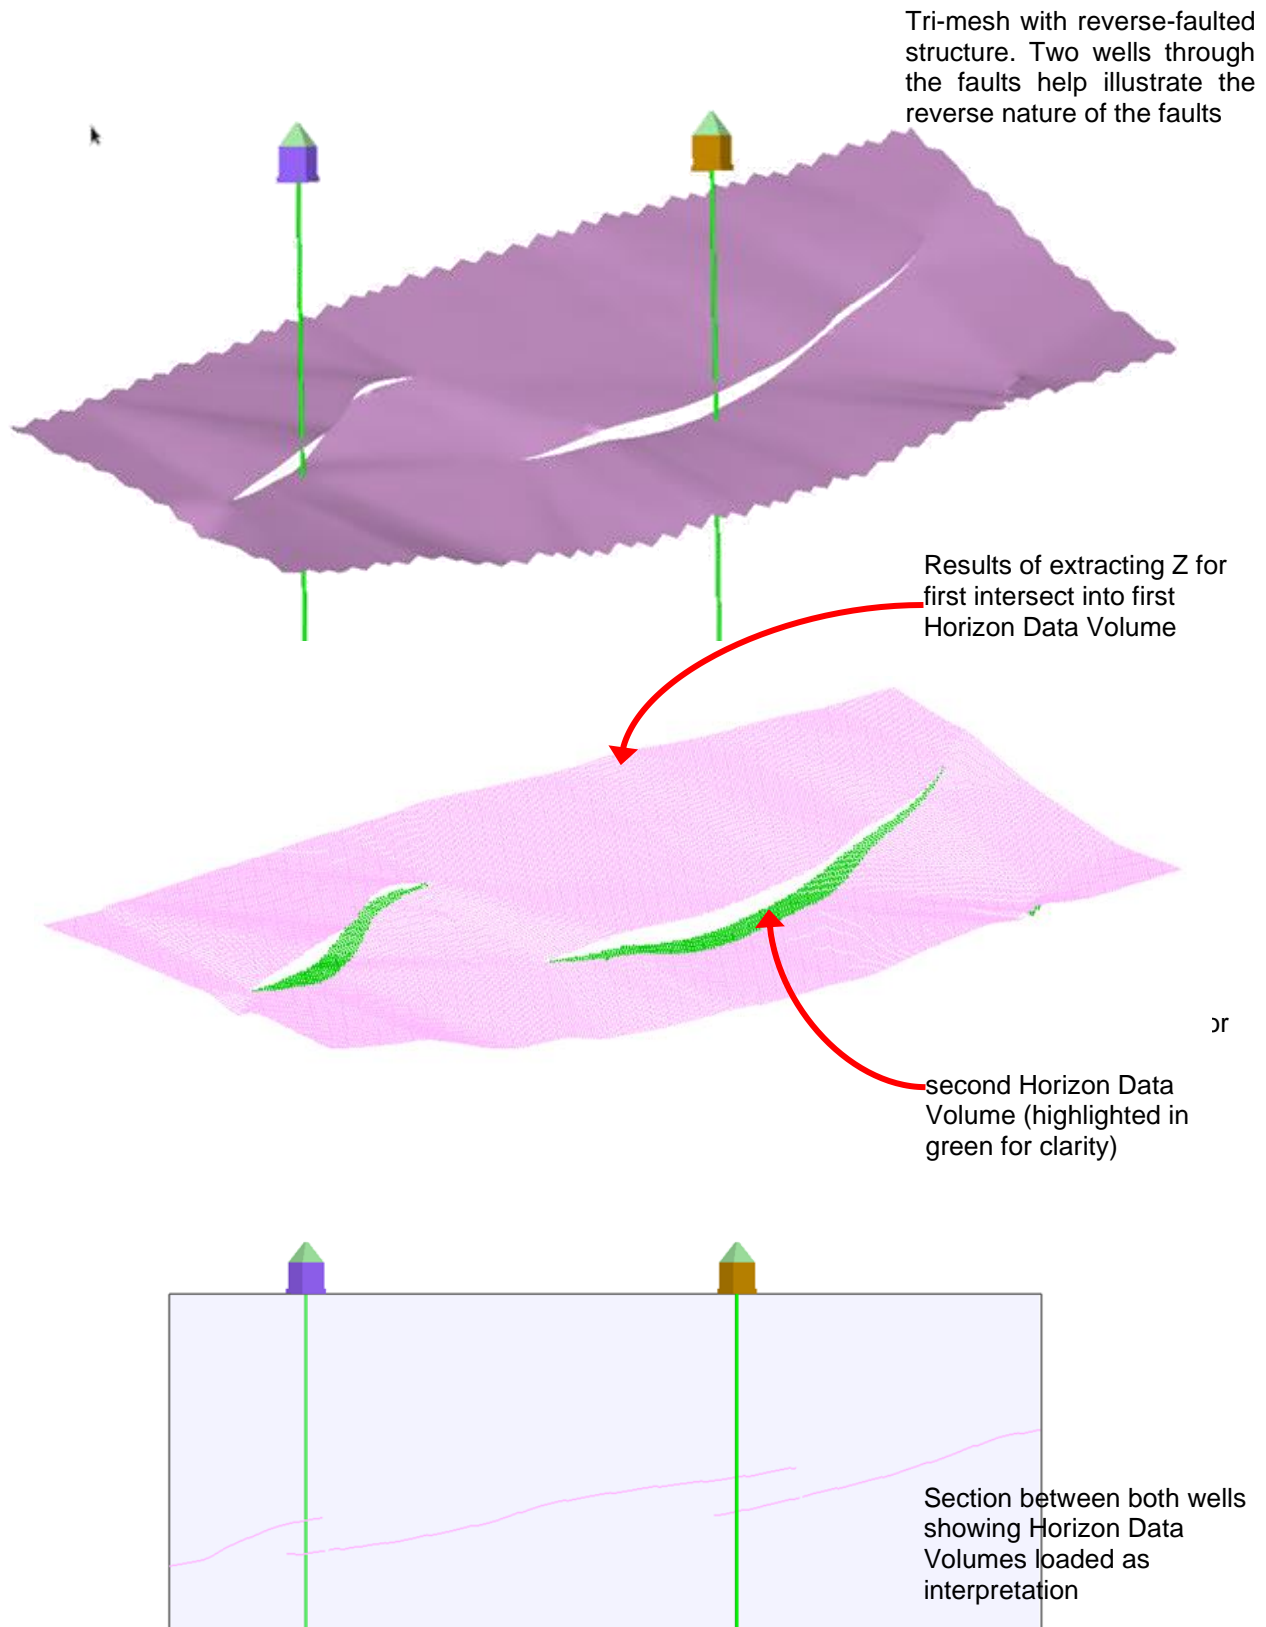 Tri-mesh with reverse-faulted
structure. Two wells through
the faults help illustrate the
reverse nature of the faults
Results of extracting Z for
first intersect into first
Horizon Data Volume
second Horizon Data
Volume (highlighted in
green for clarity)
Section between both wells
showing Horizon Data
Volumes loaded as
interpretation